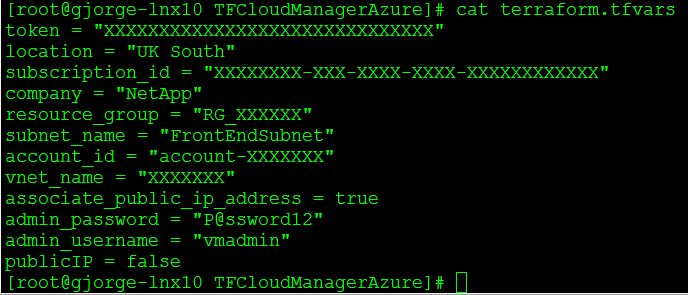 [root@gjorge-lnx10 TFCloudManagerAzure]# cat terraform.tfvars
token = "XXXXXXXXXXXXXXXXXXXXXXXXXXXXXX"
location = "UK South"
subscription_id = "XXXXXXXX-XXX-XXXX-XXXX-XXXXXXXXXXXX"
company = "NetApp"
resource_group = "RG_XXXXXX"
subnet_name = "FrontEndSubnet"
account_id = "account-XXXXXXX"
vnet_name = "XXXXXXX"
associate_public_ip_address = true
admin_password = "P@ssword12"
admin_username = "vmadmin"
publicIP = false
[root@gjorge-lnx10 TFCloudManagerAzure]#